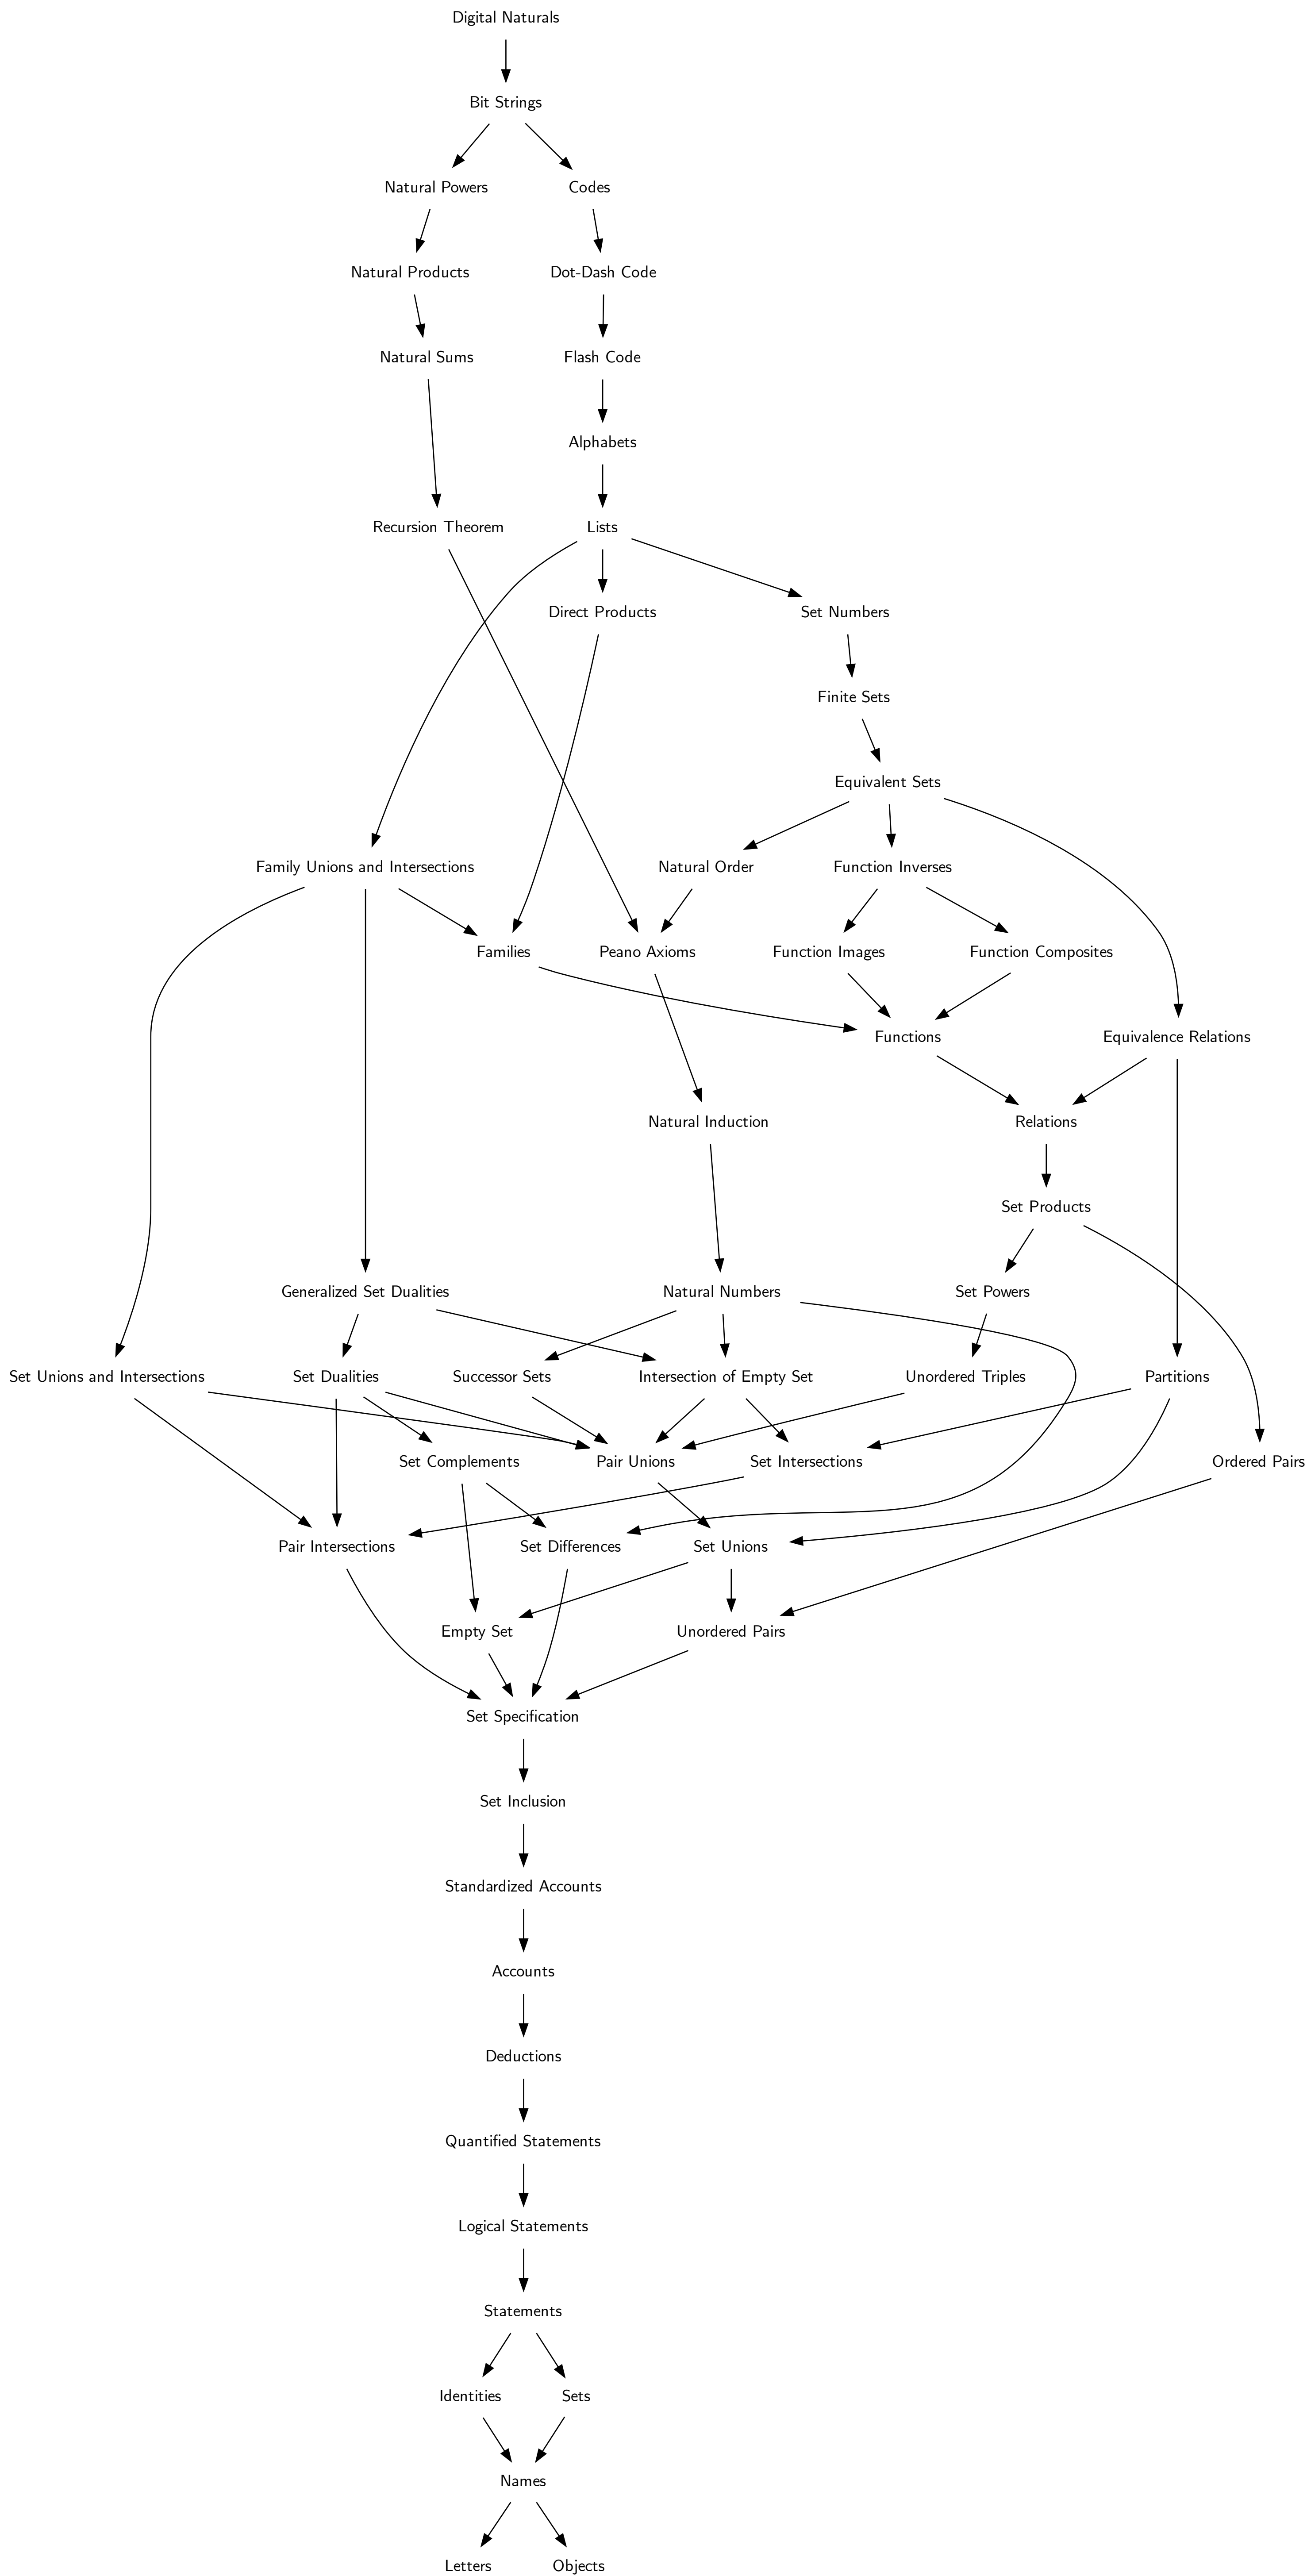 Digital Naturals
Bit Strings
Natural Powers
Codes
Natural Products
Dot-Dash Code
Natural Sums
Flash Code
Alphabets
Recursion Theorem
Lists
Direct Products
Set Numbers
Finite Sets
Equivalent Sets
Family Unions and Intersections
Natural Order
Function Inverses
Families
Peano Axioms
Function Images
Function Composites
Functions
Equivalence Relations
Natural Induction
Relations
Set Products
Generalized Set Dualities
Natural Numbers
Set Powers
Set Unions and Intersections
Set Dualities
Successor Sets
Intersection of Empty Set
Unordered Triples
Partitions
Set Complements
Pair Unions
Set Intersections
Ordered Pairs
Pair Intersections
Set Differences
Set Unions
Empty Set
Unordered Pairs
Set Specification
Set Inclusion
Standardized Accounts
Accounts
Deductions
Quantified Statements
Logical Statements
Statements
Identities
Sets
Names
Letters
Objects